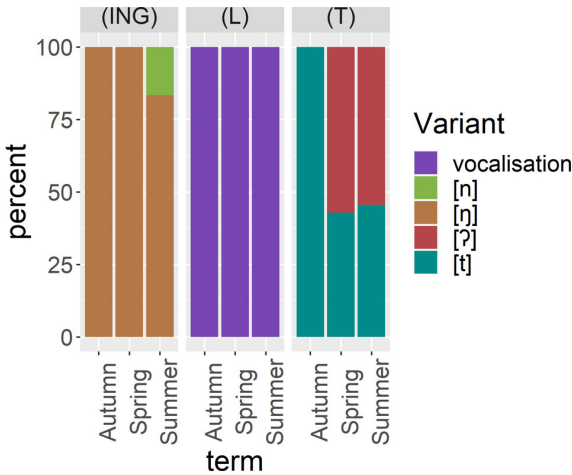 (ING) (L) (T)
100
75
50
25
0
percent
Autumn Spring Summer Autumn Spring Summer Autumn Spring Summer
term
Variant
vocalisation
[n]
[ŋ]
[ʔ]
[t]